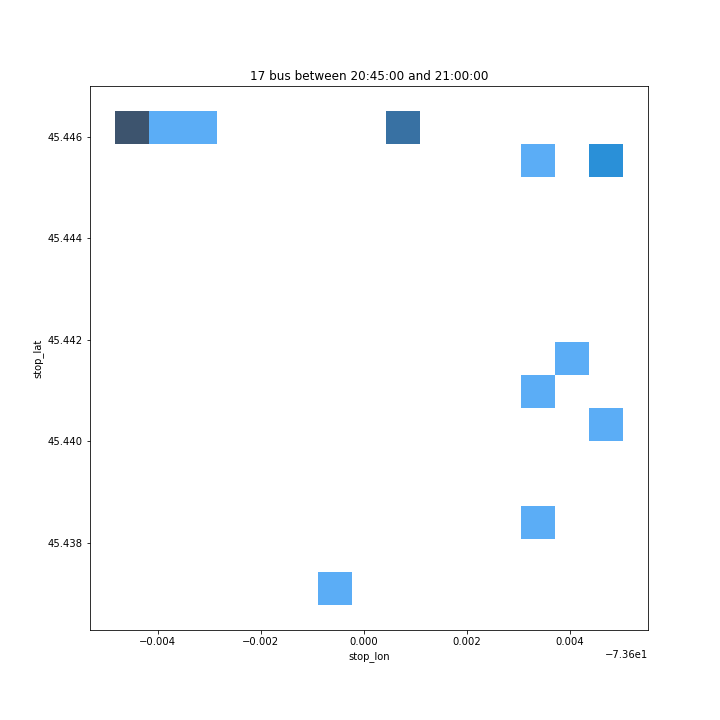 17 bus between 20:45:00 and 21:00:00
45.446
45.444
45.442
45.440
45.438
stop_lat
−0.004 −0.002 0.000 0.002 0.004
stop_lon
−7.36e1